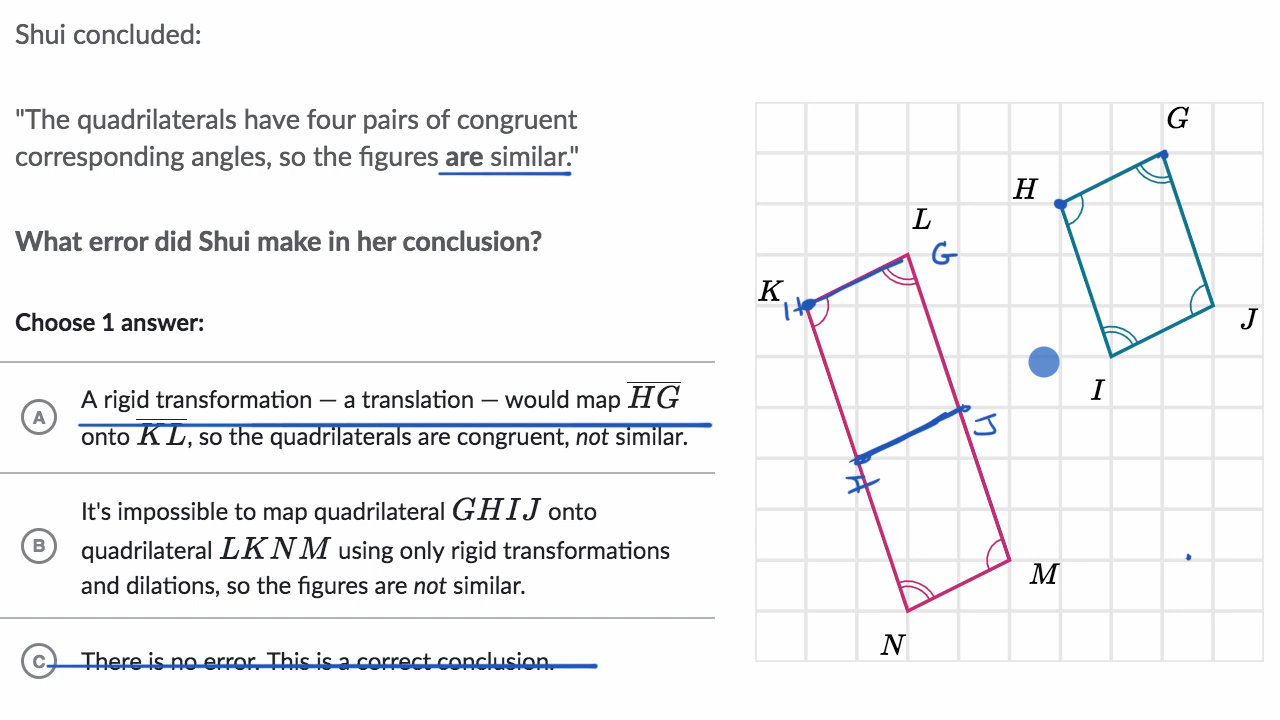 Shui concluded:
"The quadrilaterals have four pairs of congruent
corresponding angles, so the figures are similar."
What error did Shui make in her conclusion?
Choose 1 answer:
A
A rigid transformation — a translation — would map HG
onto KL, so the quadrilaterals are congruent, not similar.
B
It's impossible to map quadrilateral GHIJ onto
quadrilateral LKNM using only rigid transformations
and dilations, so the figures are not similar.
C
There is no error. This is a correct conclusion.
G
H
L
G
K
H
J
I
J
I
M
N